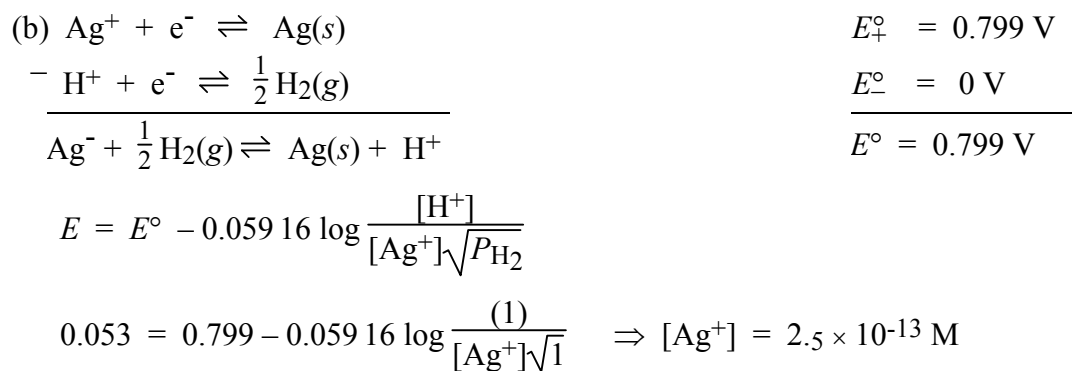 (b) Ag⁺ + e⁻ ⇌ Ag(s) E°₊ = 0.799 V
− H⁺ + e⁻ ⇌ 1/2 H₂(g) E°₋ = 0 V
Ag⁻ + 1/2 H₂(g) ⇌ Ag(s) + H⁺ E° = 0.799 V
E = E° – 0.059 16 log [H⁺] / [Ag⁺]√P_H₂
0.053 = 0.799 – 0.059 16 log (1) / [Ag⁺]√1 ⇒ [Ag⁺] = 2.₅ × 10⁻¹³ M